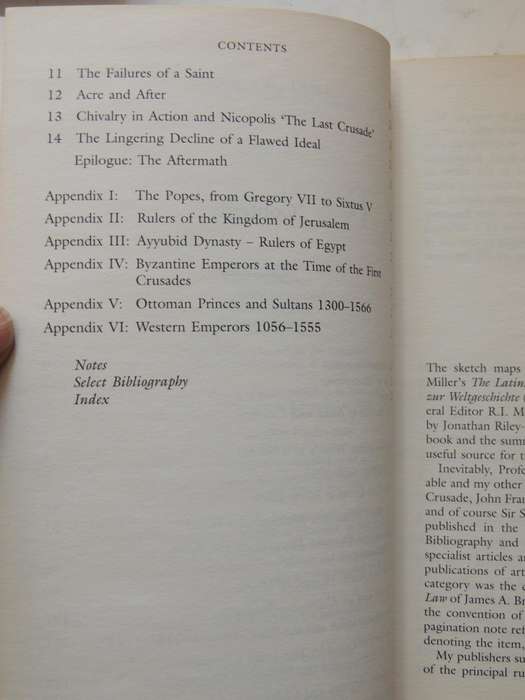 CONTENTS
11 The Failures of a Saint
12 Acre and After
13 Chivalry in Action and Nicopolis ‘The Last Crusade’
14 The Lingering Decline of a Flawed Ideal
Epilogue: The Aftermath
Appendix I: The Popes, from Gregory VII to Sixtus V
Appendix II: Rulers of the Kingdom of Jerusalem
Appendix III: Ayyubid Dynasty – Rulers of Egypt
Appendix IV: Byzantine Emperors at the Time of the First
Crusades
Appendix V: Ottoman Princes and Sultans 1300–1566
Appendix VI: Western Emperors 1056–1555
Notes
Select Bibliography
Index
The sketch maps
Miller's The Latin
zur Weltgeschichte
eral Editor R.I. M
by Jonathan Riley-
book and the sum
useful source for t
Inevitably, Profe
able and my other
Crusade, John Fra
and of course Sir S
published in the
Bibliography and
specialist articles a
publications of art
category was the
Law of James A. Br
the convention of
pagination note ref
denoting the item,
My publishers su
of the principal ru